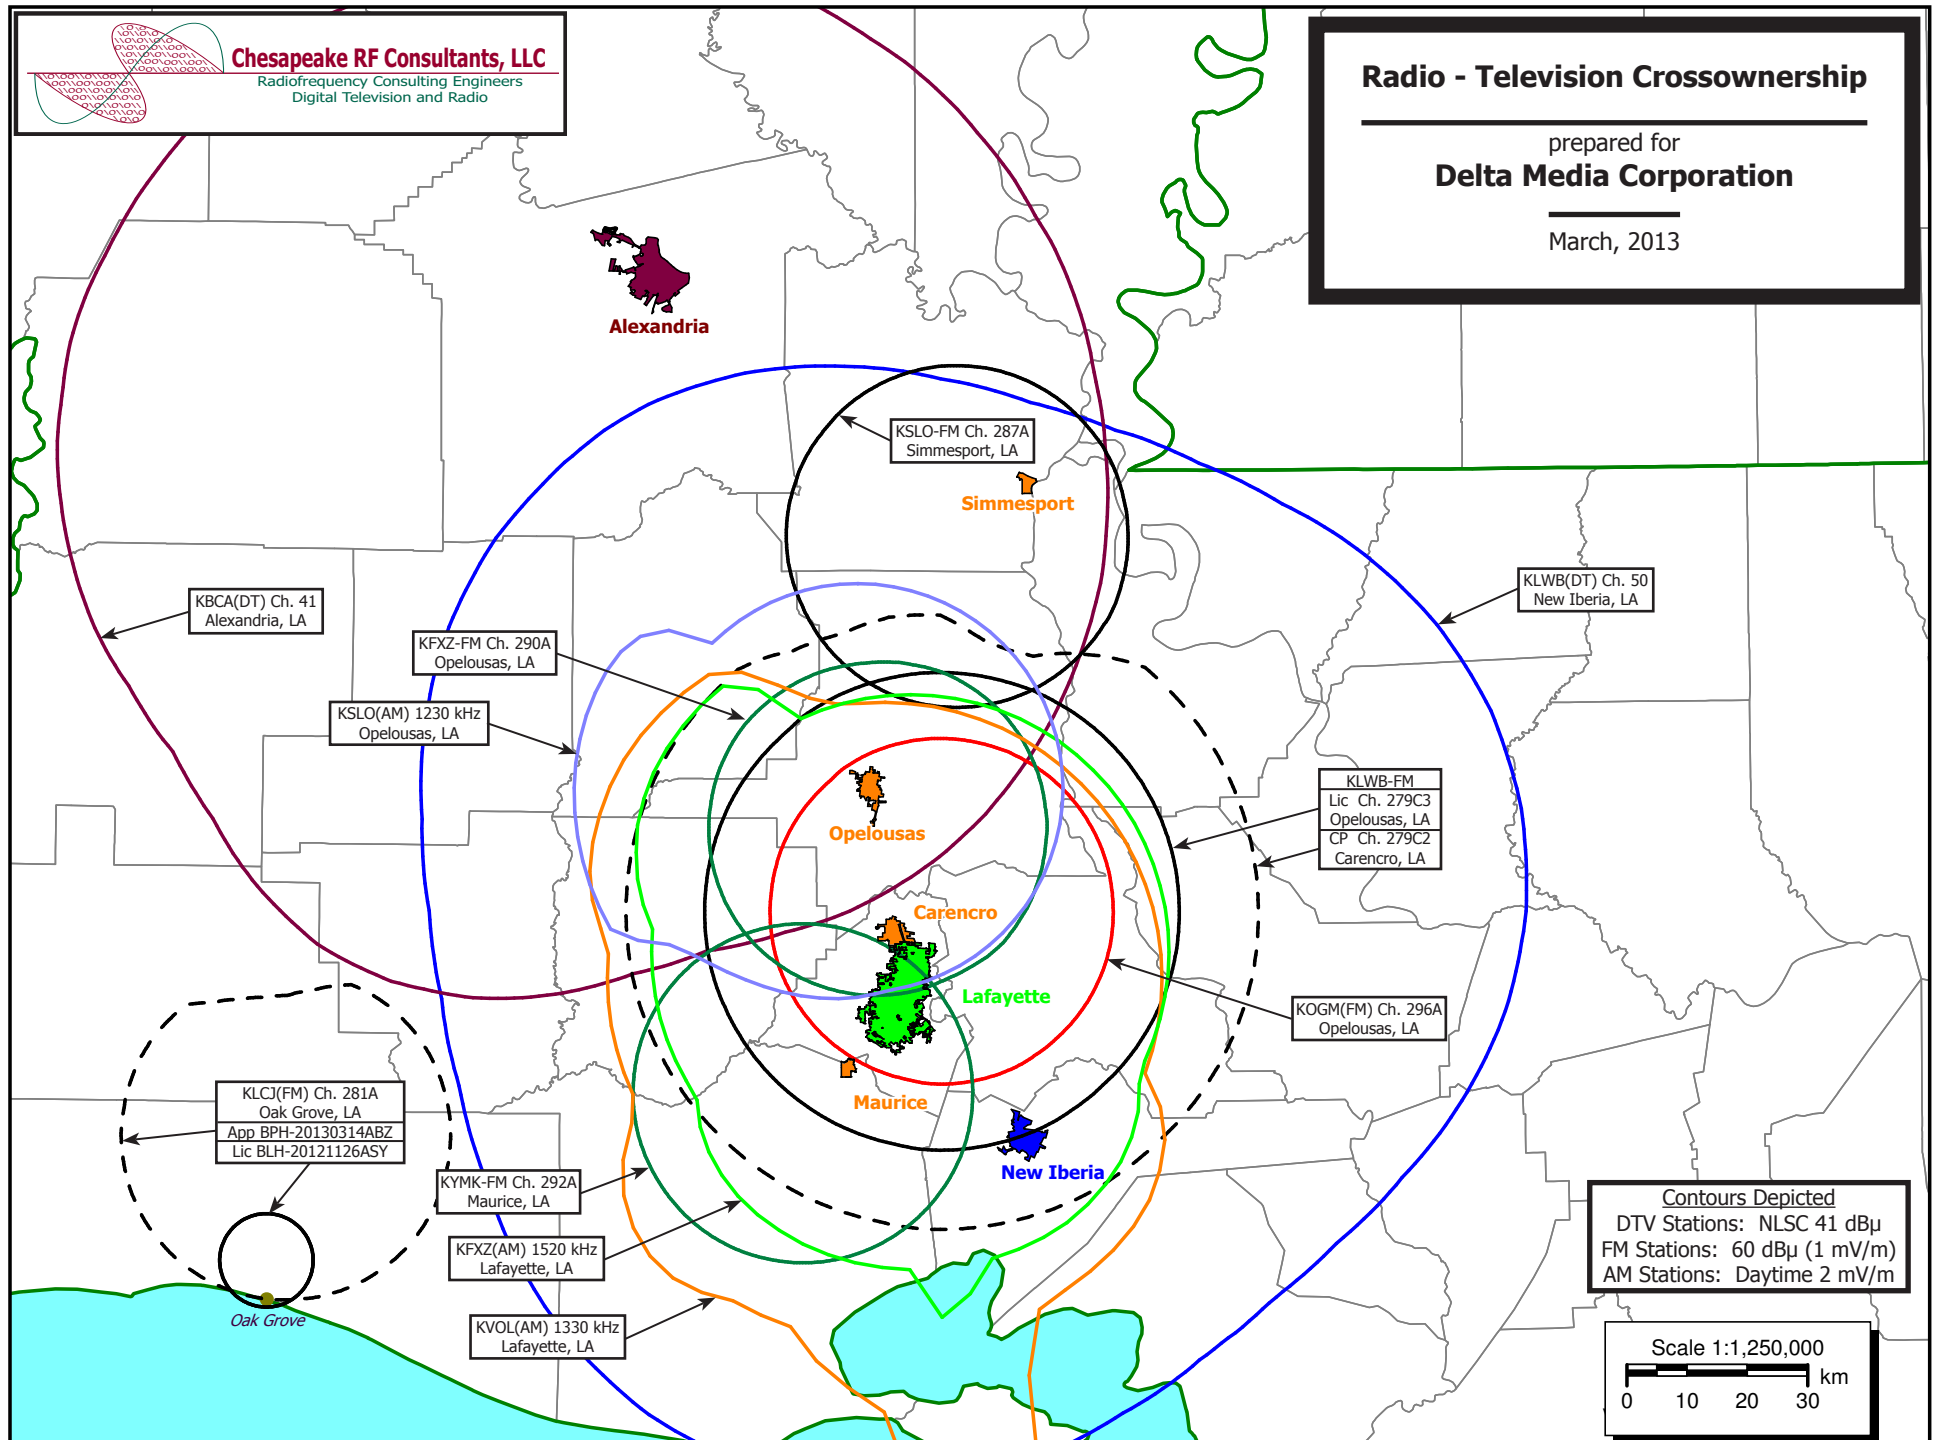 Chesapeake RF Consultants, LLC
Radiofrequency Consulting Engineers
Digital Television and Radio
Radio - Television Crossownership
prepared for
Delta Media Corporation
March, 2013
Alexandria
KSLO-FM Ch. 287A
Simmesport, LA
Simmesport
KBCA(DT) Ch. 41
Alexandria, LA
KLWB(DT) Ch. 50
New Iberia, LA
KFXZ-FM Ch. 290A
Opelousas, LA
KSLO(AM) 1230 kHz
Opelousas, LA
KLWB-FM
Lic Ch. 279C3
Opelousas, LA
CP Ch. 279C2
Carencro, LA
Opelousas
Carencro
Lafayette
KOGM(FM) Ch. 296A
Opelousas, LA
Maurice
KLCJ(FM) Ch. 281A
Oak Grove, LA
App BPH-20130314ABZ
Lic BLH-20121126ASY
New Iberia
KYMK-FM Ch. 292A
Maurice, LA
KFXZ(AM) 1520 kHz
Lafayette, LA
Oak Grove
KVOL(AM) 1330 kHz
Lafayette, LA
Contours Depicted
DTV Stations: NLSC 41 dBµ
FM Stations: 60 dBµ (1 mV/m)
AM Stations: Daytime 2 mV/m
Scale 1:1,250,000
km
0 10 20 30